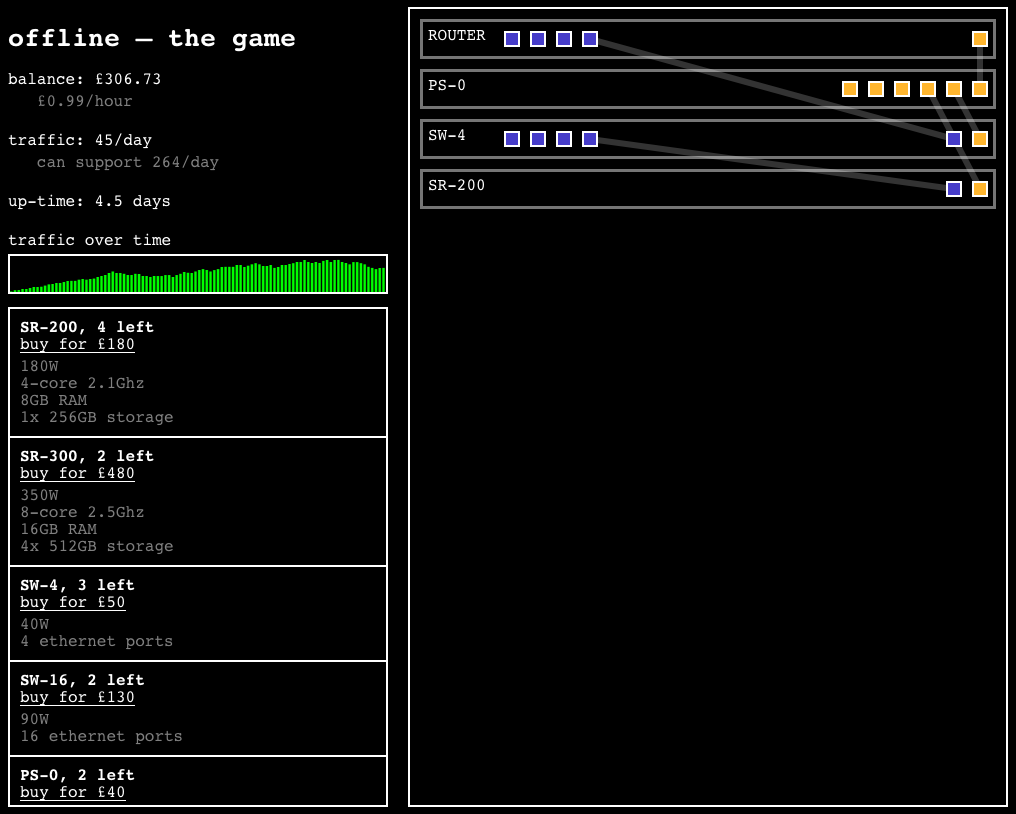 offline — the game
balance: £306.73
£0.99/hour
traffic: 45/day
can support 264/day
up-time: 4.5 days
traffic over time
SR-200, 4 left
buy for £180
180W
4-core 2.1Ghz
8GB RAM
1x 256GB storage
SR-300, 2 left
buy for £480
350W
8-core 2.5Ghz
16GB RAM
4x 512GB storage
SW-4, 3 left
buy for £50
40W
4 ethernet ports
SW-16, 2 left
buy for £130
90W
16 ethernet ports
PS-0, 2 left
buy for £40
ROUTER
PS-0
SW-4
SR-200